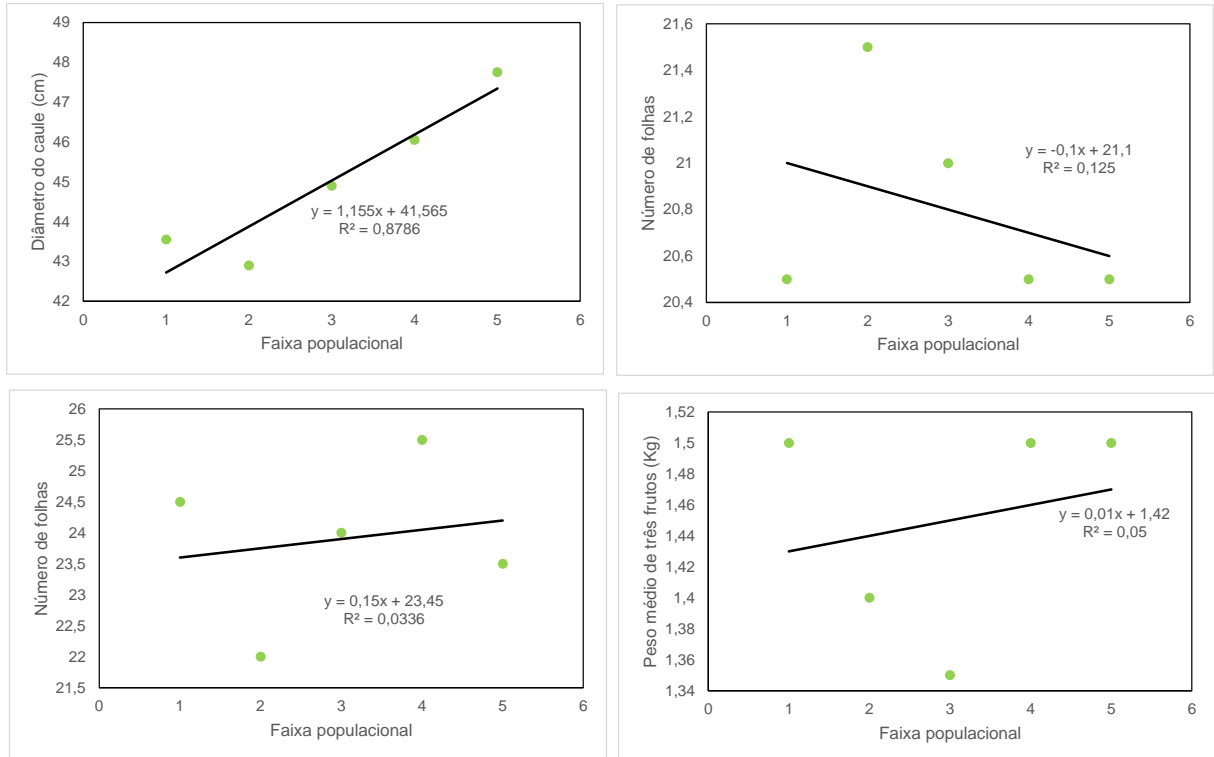 Diâmetro do caule (cm)
49
48
47
46
45
44
43
42
y = 1,155x + 41,565
R² = 0,8786
0 1 2 3 4 5 6
Faixa populacional
Número de folhas
21,6
21,4
21,2
21
20,8
20,6
20,4
y = -0,1x + 21,1
R² = 0,125
0 1 2 3 4 5 6
Faixa populacional
Número de folhas
26
25,5
25
24,5
24
23,5
23
22,5
22
21,5
y = 0,15x + 23,45
R² = 0,0336
0 1 2 3 4 5 6
Faixa populacional
Peso médio de três frutos (Kg)
1,52
1,5
1,48
1,46
1,44
1,42
1,4
1,38
1,36
1,34
y = 0,01x + 1,42
R² = 0,05
0 1 2 3 4 5 6
Faixa populacional